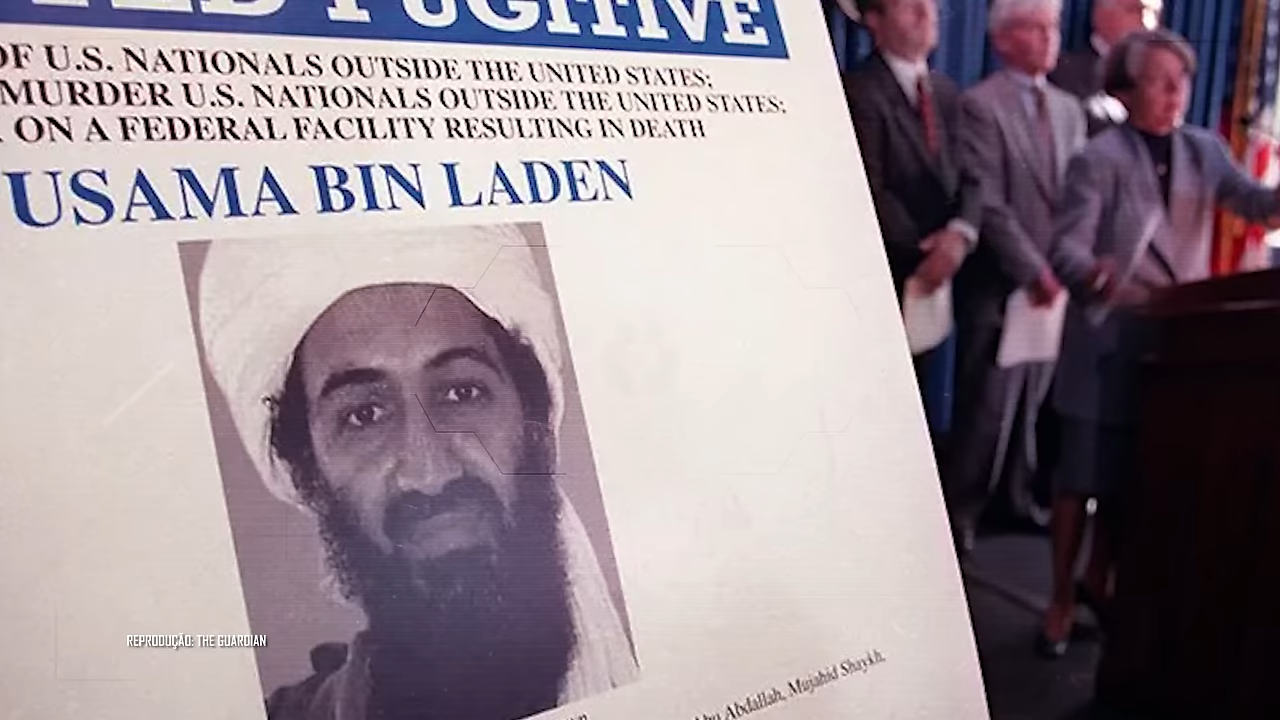 FUGITIVE
OF U.S. NATIONALS OUTSIDE THE UNITED STATES;
MURDER U.S. NATIONALS OUTSIDE THE UNITED STATES;
ON A FEDERAL FACILITY RESULTING IN DEATH
USAMA BIN LADEN
Abdallah, Mujahid Shaykh,
REPRODUÇÃO: THE GUARDIAN